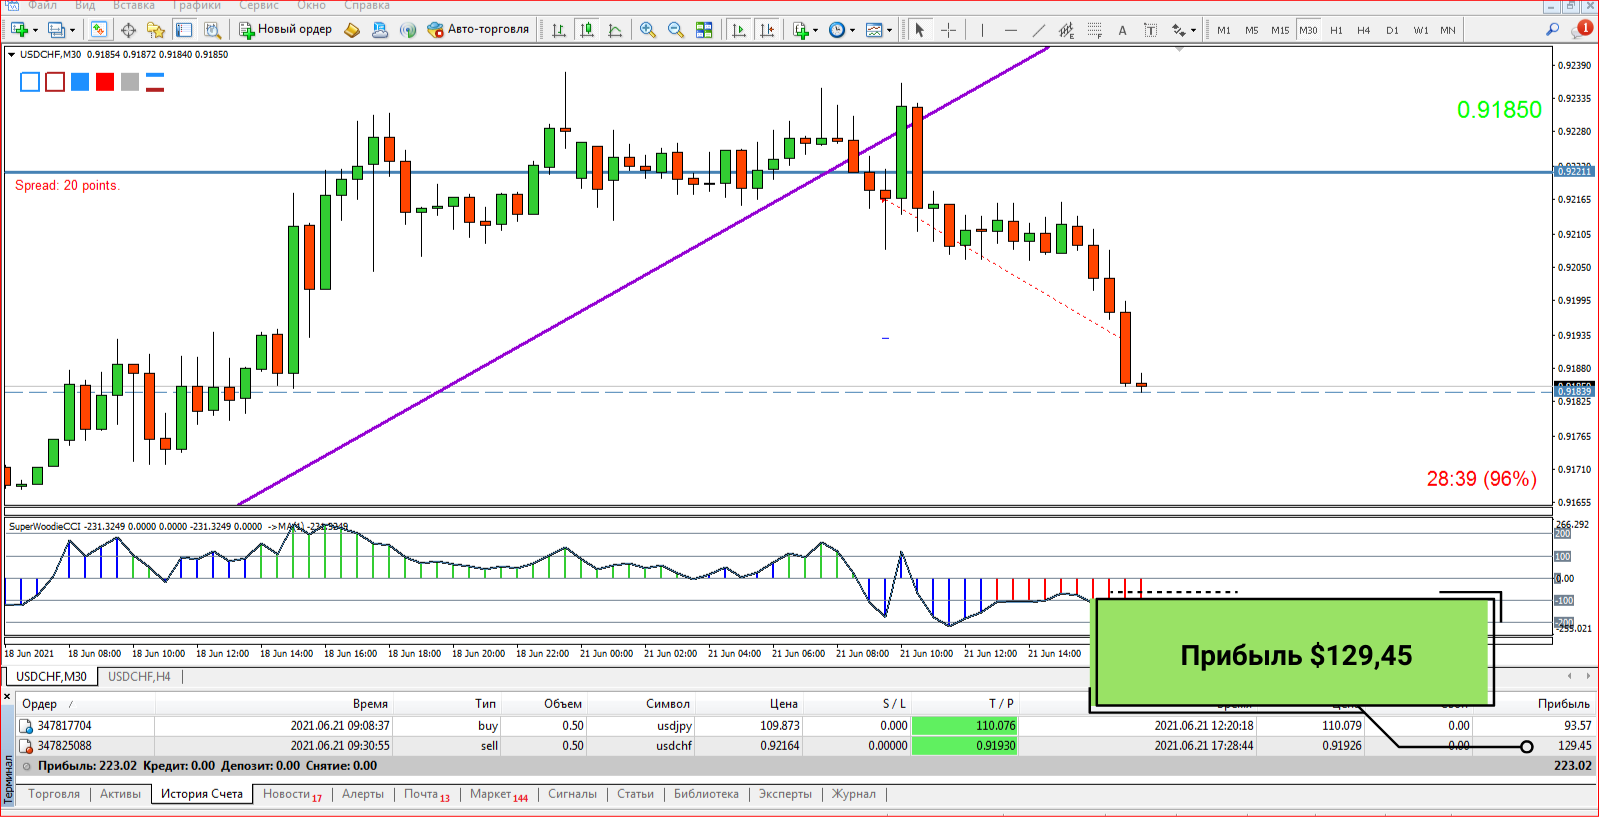 Файл Вид Вставка Графики Сервис Окно Справка
Новый ордер Авто-торговля A T M1 M5 M15 M30 H1 H4 D1 W1 MN 1
USDCHF,M30 0.91854 0.91872 0.91840 0.91850
0.92390
0.92335
0.91850
0.92280
0.92211
Spread: 20 points.
0.92165
0.92105
0.92050
0.91995
0.91935
0.91880
0.91850
0.91839
0.91825
0.91765
0.91710
28:39 (96%)
0.91655
SuperWoodieCCI -231.3249 0.0000 0.0000 -231.3249 0.0000 ->MA(1) -231.3249
266.292
200
100
0.00
-100
-200
-255.021
18 Jun 2021 18 Jun 08:00 18 Jun 10:00 18 Jun 12:00 18 Jun 14:00 18 Jun 16:00 18 Jun 18:00 18 Jun 20:00 18 Jun 22:00 21 Jun 00:00 21 Jun 02:00 21 Jun 04:00 21 Jun 06:00 21 Jun 08:00 21 Jun 10:00 21 Jun 12:00 21 Jun 14:00
Прибыль $129,45
USDCHF,M30 USDCHF,H4
Ордер / Время Тип Объем Символ Цена S / L T / P Прибыль
347817704 2021.06.21 09:08:37 buy 0.50 usdjpy 109.873 0.000 110.076 2021.06.21 12:20:18 110.079 0.00 93.57
347825088 2021.06.21 09:30:55 sell 0.50 usdchf 0.92164 0.00000 0.91930 2021.06.21 17:28:44 0.91926 0.00 129.45
Прибыль: 223.02 Кредит: 0.00 Депозит: 0.00 Снятие: 0.00 223.02
Терминал
Торговля Активы История Счета Новости 17 Алерты Почта 13 Маркет 144 Сигналы Статьи Библиотека Эксперты Журнал